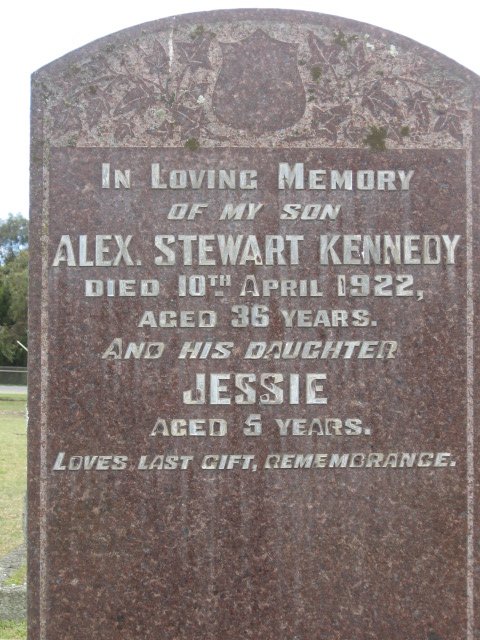 In Loving Memory
OF MY SON
ALEX. STEWART KENNEDY
DIED 10TH APRIL 1922,
AGED 36 YEARS.
AND HIS DAUGHTER
JESSIE
AGED 5 YEARS.
LOVES LAST GIFT, REMEMBRANCE.